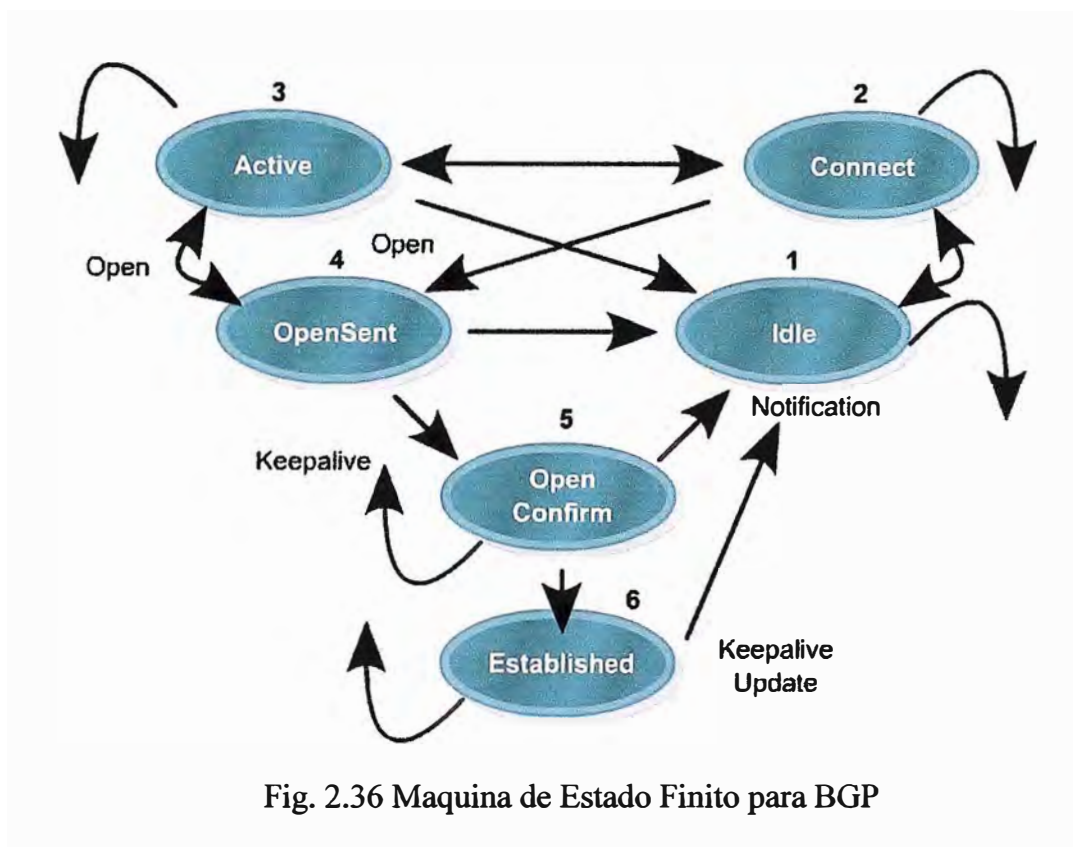 3
2
Active
Connect
Open
Open
4
1
OpenSent
Idle
Notification
5
Keepalive
Open
Confirm
6
Established
Keepalive
Update
Fig. 2.36 Maquina de Estado Finito para BGP